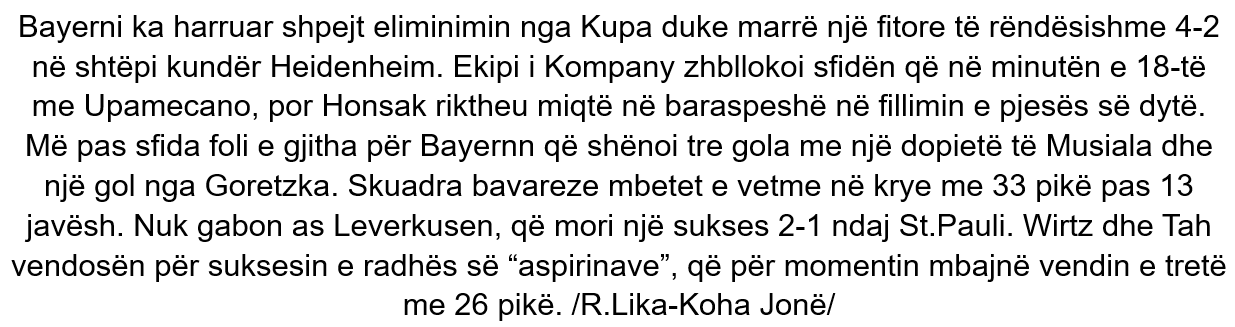 Bayerni ka harruar shpejt eliminimin nga Kupa duke marrë një fitore të rëndësishme 4-2
në shtëpi kundër Heidenheim. Ekipi i Kompany zhbllokoi sfidën që në minutën e 18-të
me Upamecano, por Honsak riktheu miqtë në baraspeshë në fillimin e pjesës së dytë.
Më pas sfida foli e gjitha për Bayernn që shënoi tre gola me një dopietë të Musiala dhe
një gol nga Goretzka. Skuadra bavareze mbetet e vetme në krye me 33 pikë pas 13
javësh. Nuk gabon as Leverkusen, që mori një sukses 2-1 ndaj St.Pauli. Wirtz dhe Tah
vendosën për suksesin e radhës së “aspirinave”, që për momentin mbajnë vendin e tretë
me 26 pikë. /R.Lika-Koha Jonë/